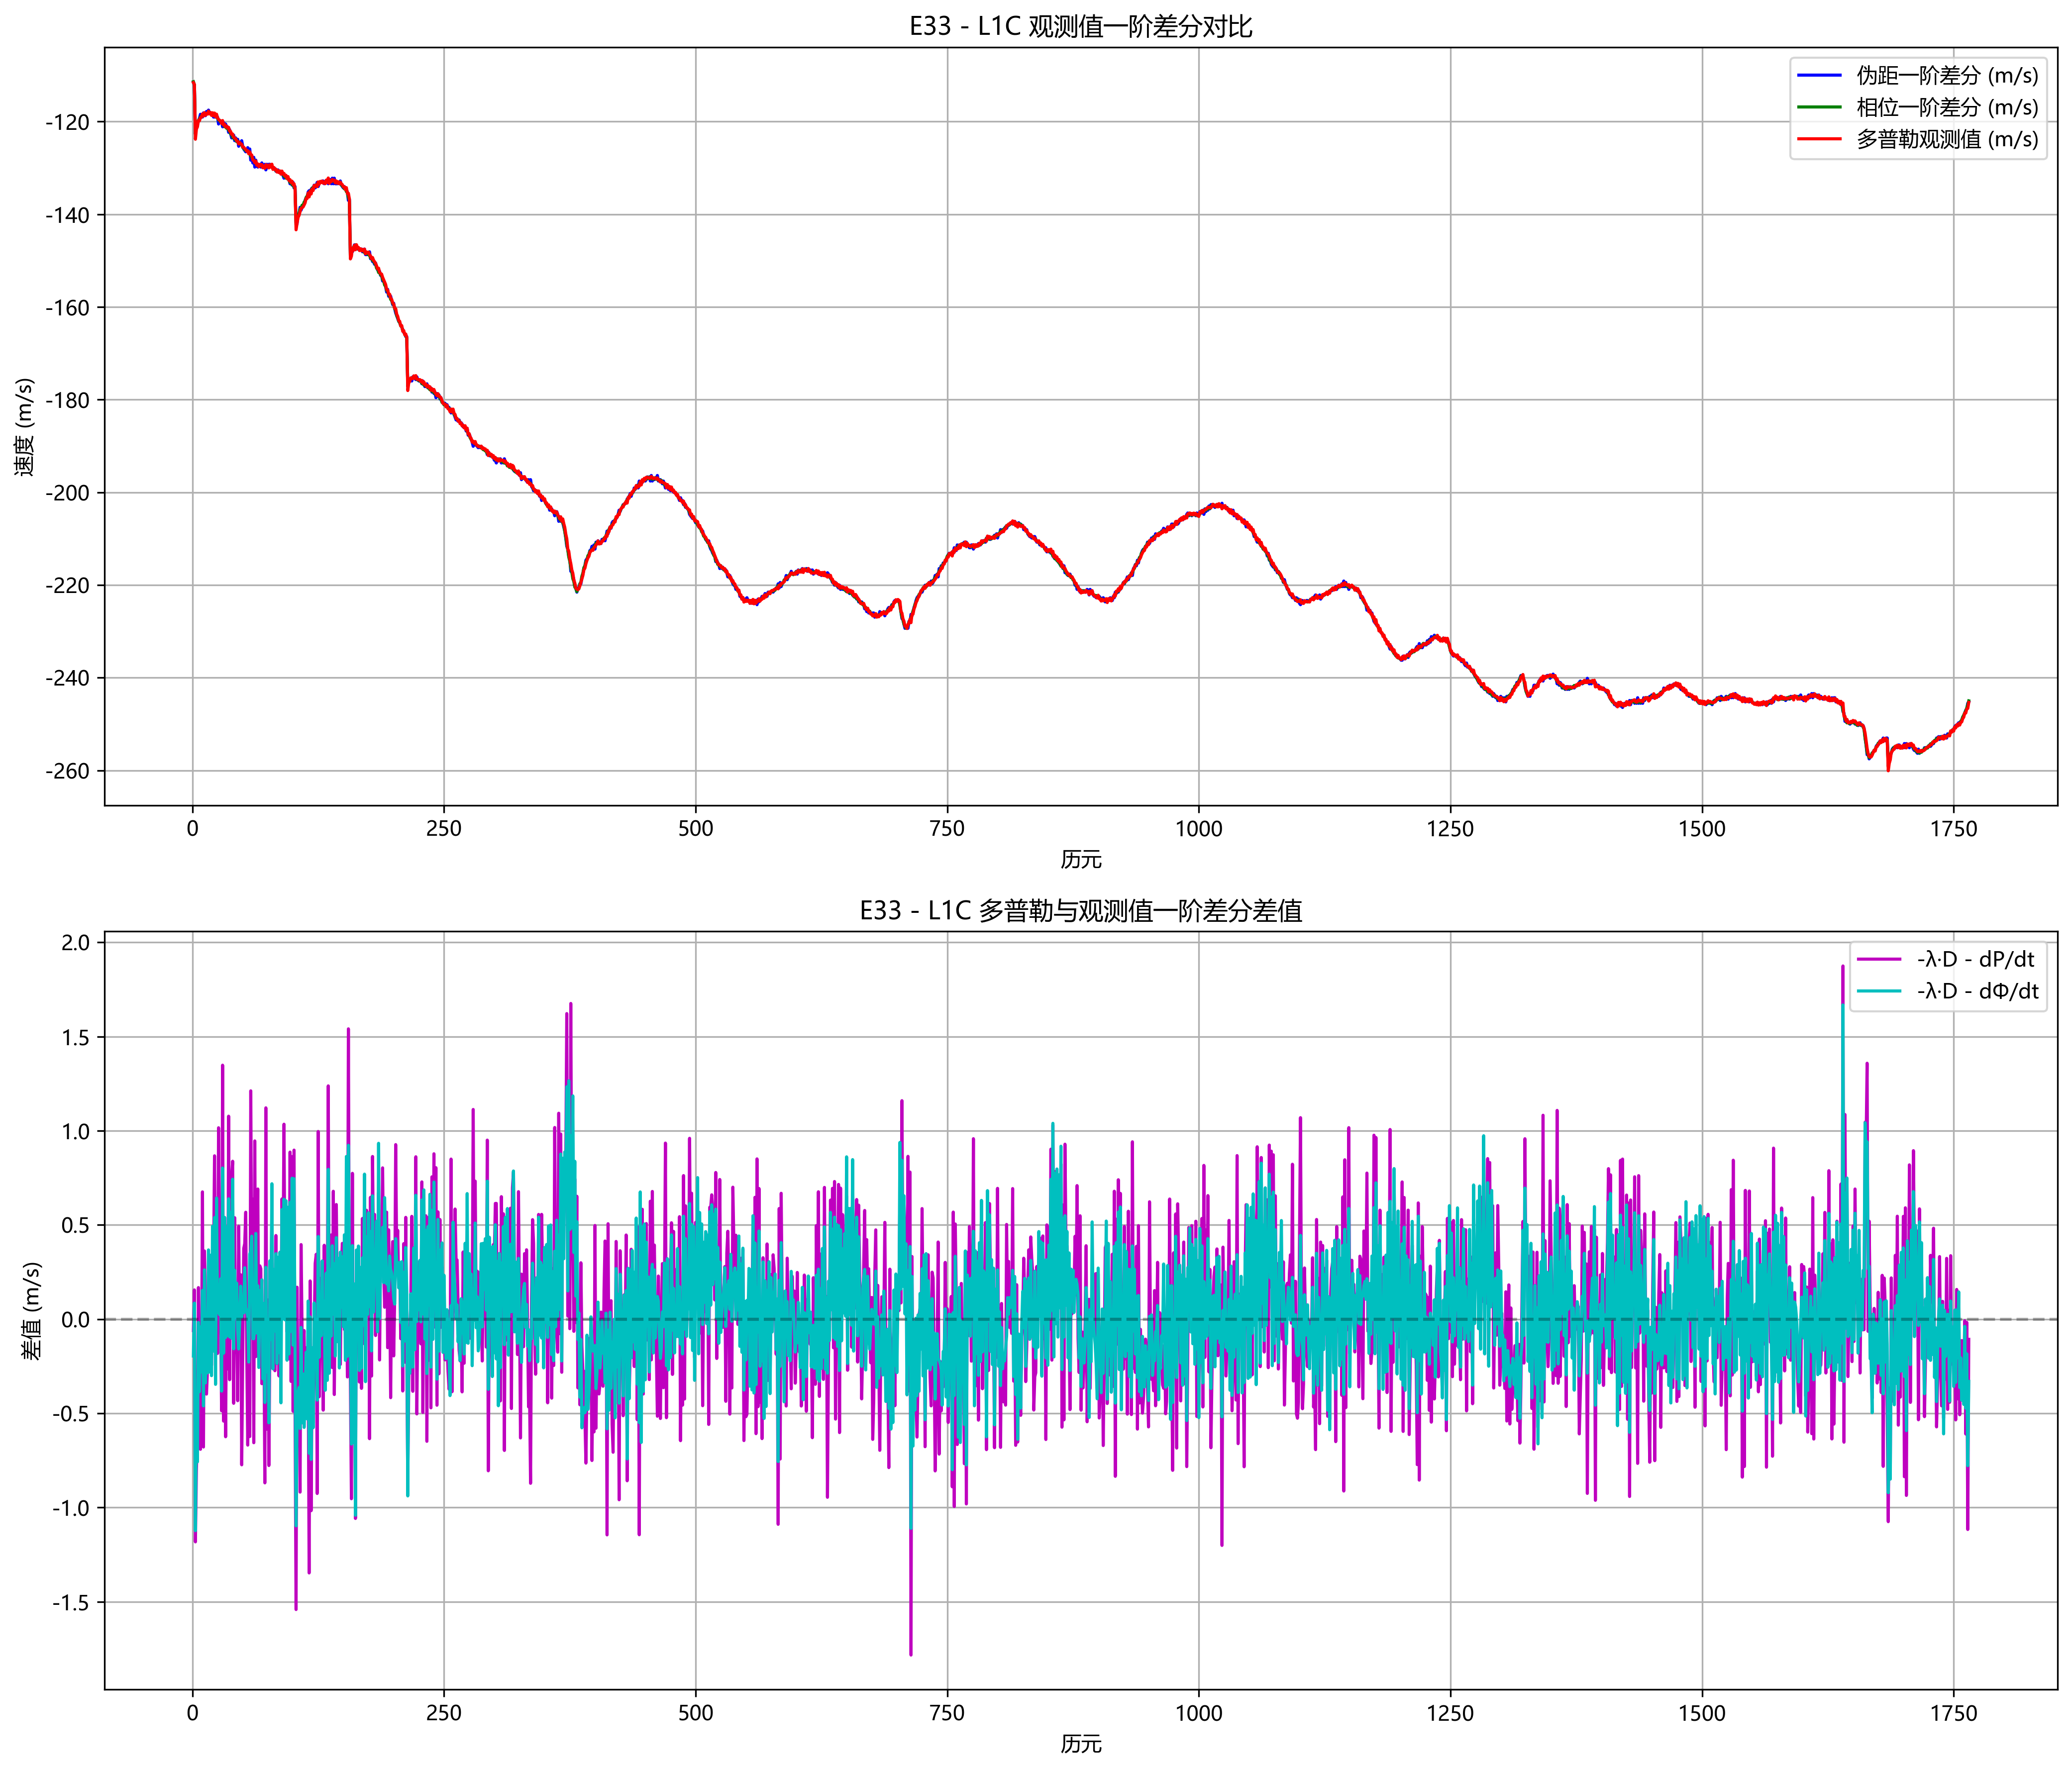 E33 - L1C 观测值一阶差分对比
伪距一阶差分 (m/s)
相位一阶差分 (m/s)
多普勒观测值 (m/s)
速度 (m/s)
-120
-140
-160
-180
-200
-220
-240
-260
0 250 500 750 1000 1250 1500 1750
历元
E33 - L1C 多普勒与观测值一阶差分差值
-λ·D - dP/dt
-λ·D - dΦ/dt
差值 (m/s)
2.0
1.5
1.0
0.5
0.0
-0.5
-1.0
-1.5
0 250 500 750 1000 1250 1500 1750
历元